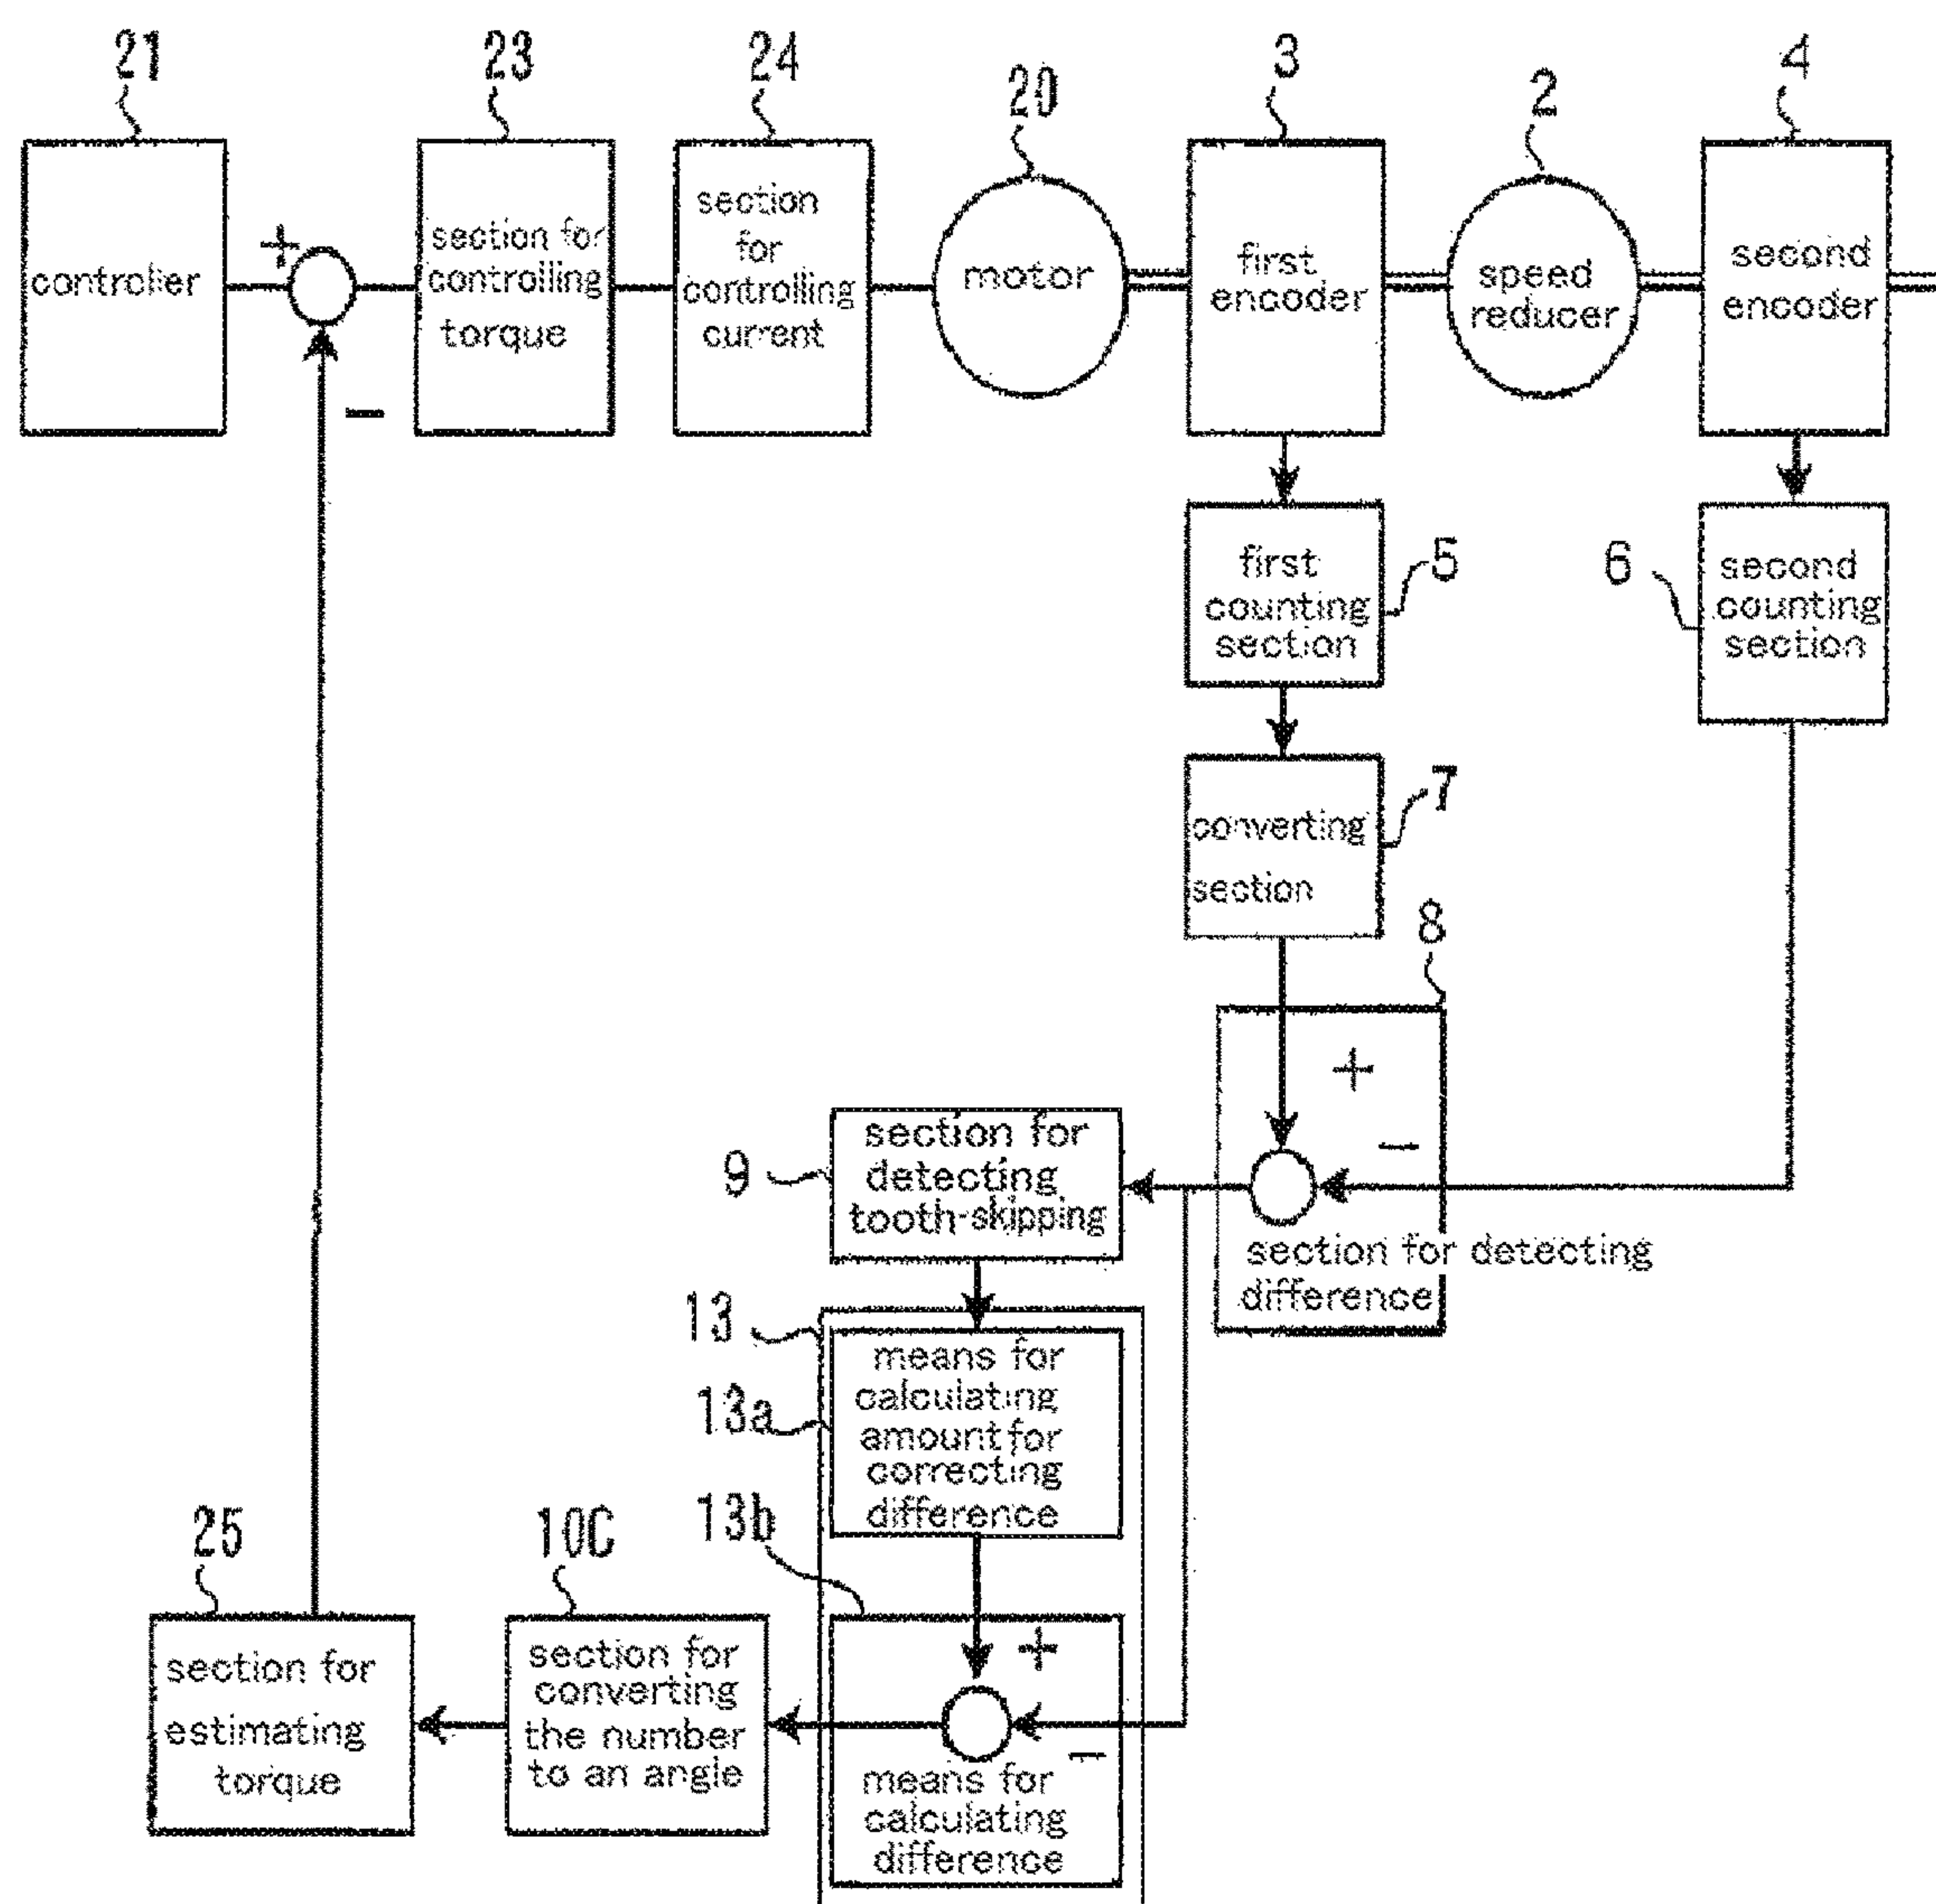 21
23
24
20
3
2
4
controller
+
−
section for
controlling
torque
section
for
controlling
current
motor
first
encoder
speed
reducer
second
encoder
first
counting
section
5
6
second
counting
section
converting
section
7
8
+
−
section for detecting
difference
9
section for
detecting
tooth-skipping
13
13a
means for
calculating
amount for
correcting
difference
13b
+
−
means for
calculating
difference
10C
section for
converting
the number
to an angle
25
section for
estimating
torque